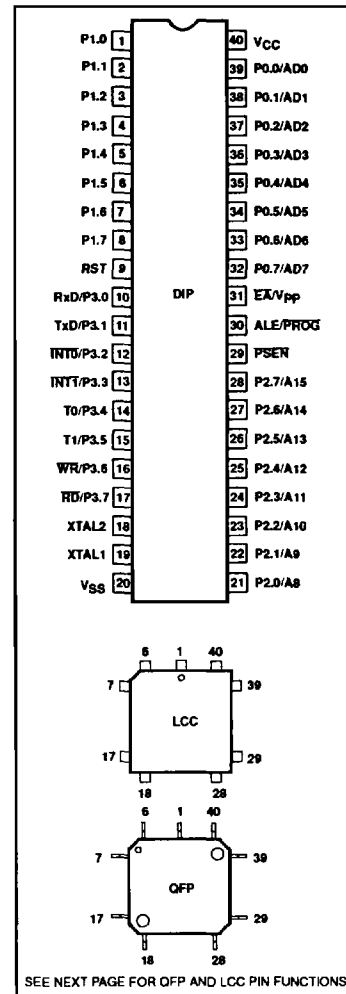 P1.0 1 40 VCC
P1.1 2 39 P0.0/AD0
P1.2 3 38 P0.1/AD1
P1.3 4 37 P0.2/AD2
P1.4 5 36 P0.3/AD3
P1.5 6 35 P0.4/AD4
P1.6 7 34 P0.5/AD5
P1.7 8 33 P0.6/AD6
RST 9 32 P0.7/AD7
RxD/P3.0 10 DIP 31 E̅A̅/VPP
TxD/P3.1 11 30 ALE/P̅R̅O̅G̅
I̅N̅T̅0̅/P3.2 12 29 P̅S̅E̅N̅
I̅N̅T̅1̅/P3.3 13 28 P2.7/A15
T0/P3.4 14 27 P2.6/A14
T1/P3.5 15 26 P2.5/A13
W̅R̅/P3.6 16 25 P2.4/A12
R̅D̅/P3.7 17 24 P2.3/A11
XTAL2 18 23 P2.2/A10
XTAL1 19 22 P2.1/A9
VSS 20 21 P2.0/A8
6 1 40
7 39
LCC
17 29
18 28
6 1 40
7 39
QFP
17 29
18 28
SEE NEXT PAGE FOR QFP AND LCC PIN FUNCTIONS